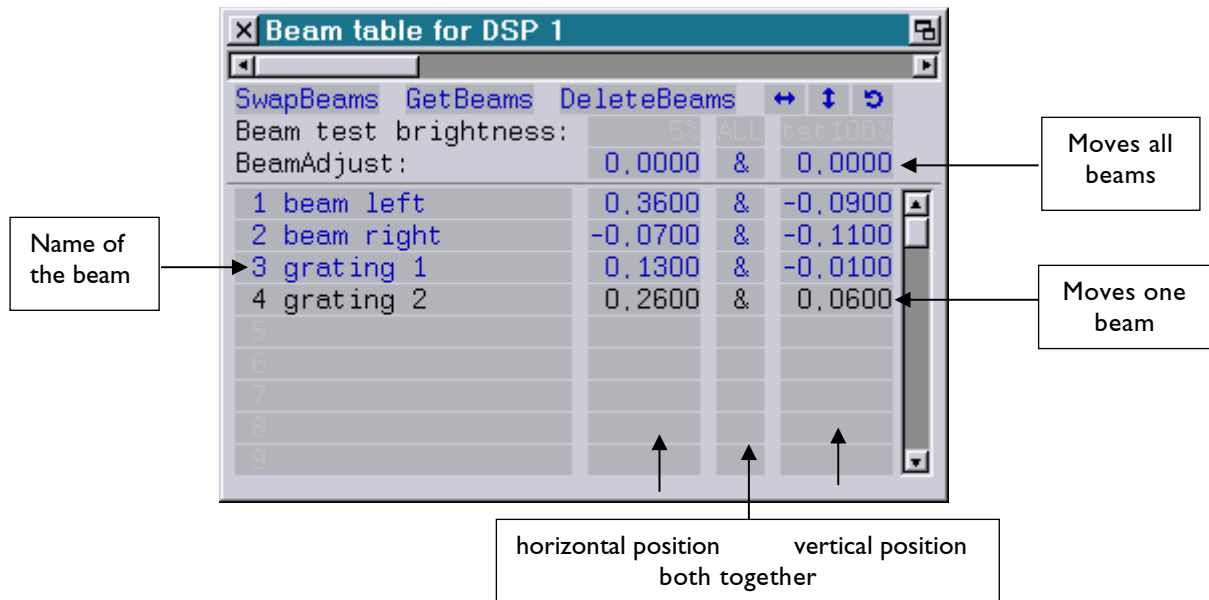 Beam table for DSP 1
SwapBeams GetBeams DeleteBeams ↔ ↕
Beam test brightness: 5% ALL tst100%
BeamAdjust: 0,0000 & 0,0000
Moves all
beams
1 beam left 0,3600 & -0,0900
2 beam right -0,0700 & -0,1100
Name of
the beam
3 grating 1 0,1300 & -0,0100
4 grating 2 0,2600 & 0,0600
Moves one
beam
5
6
7
8
9
horizontal position vertical position
both together